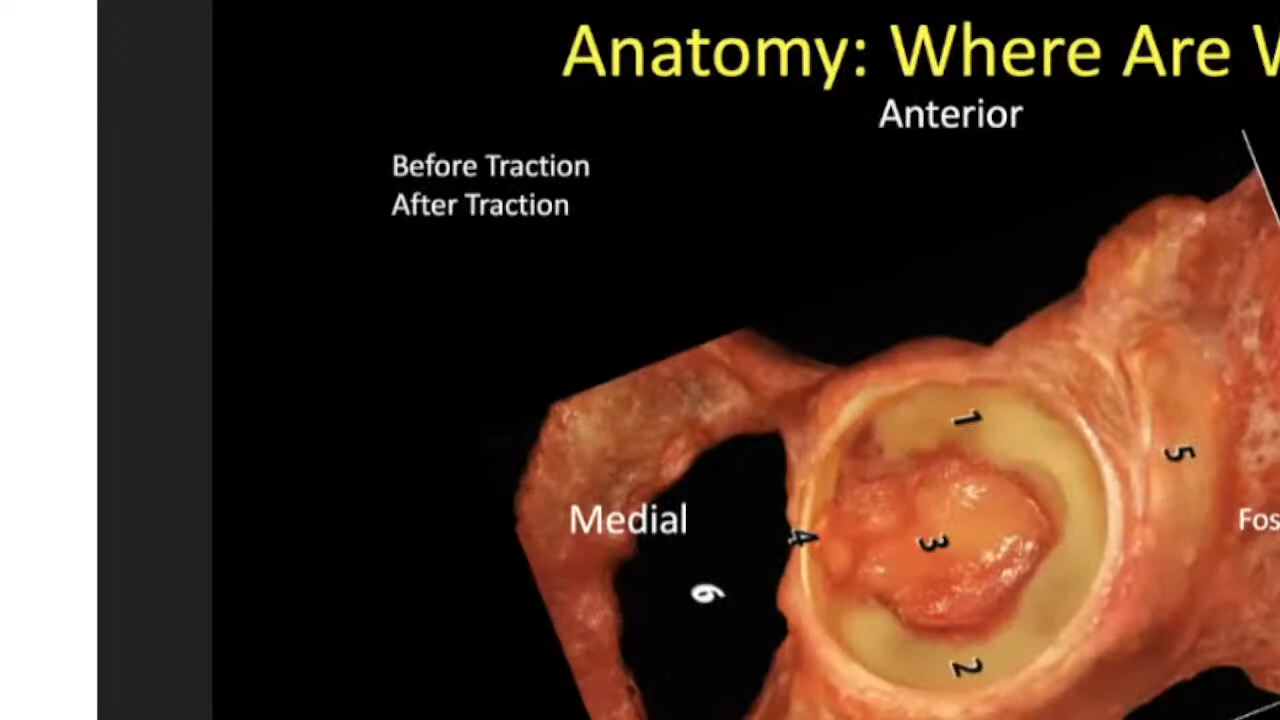 Anatomy: Where Are
Anterior
Before Traction
After Traction
1
5
Medial
4
3
6
2